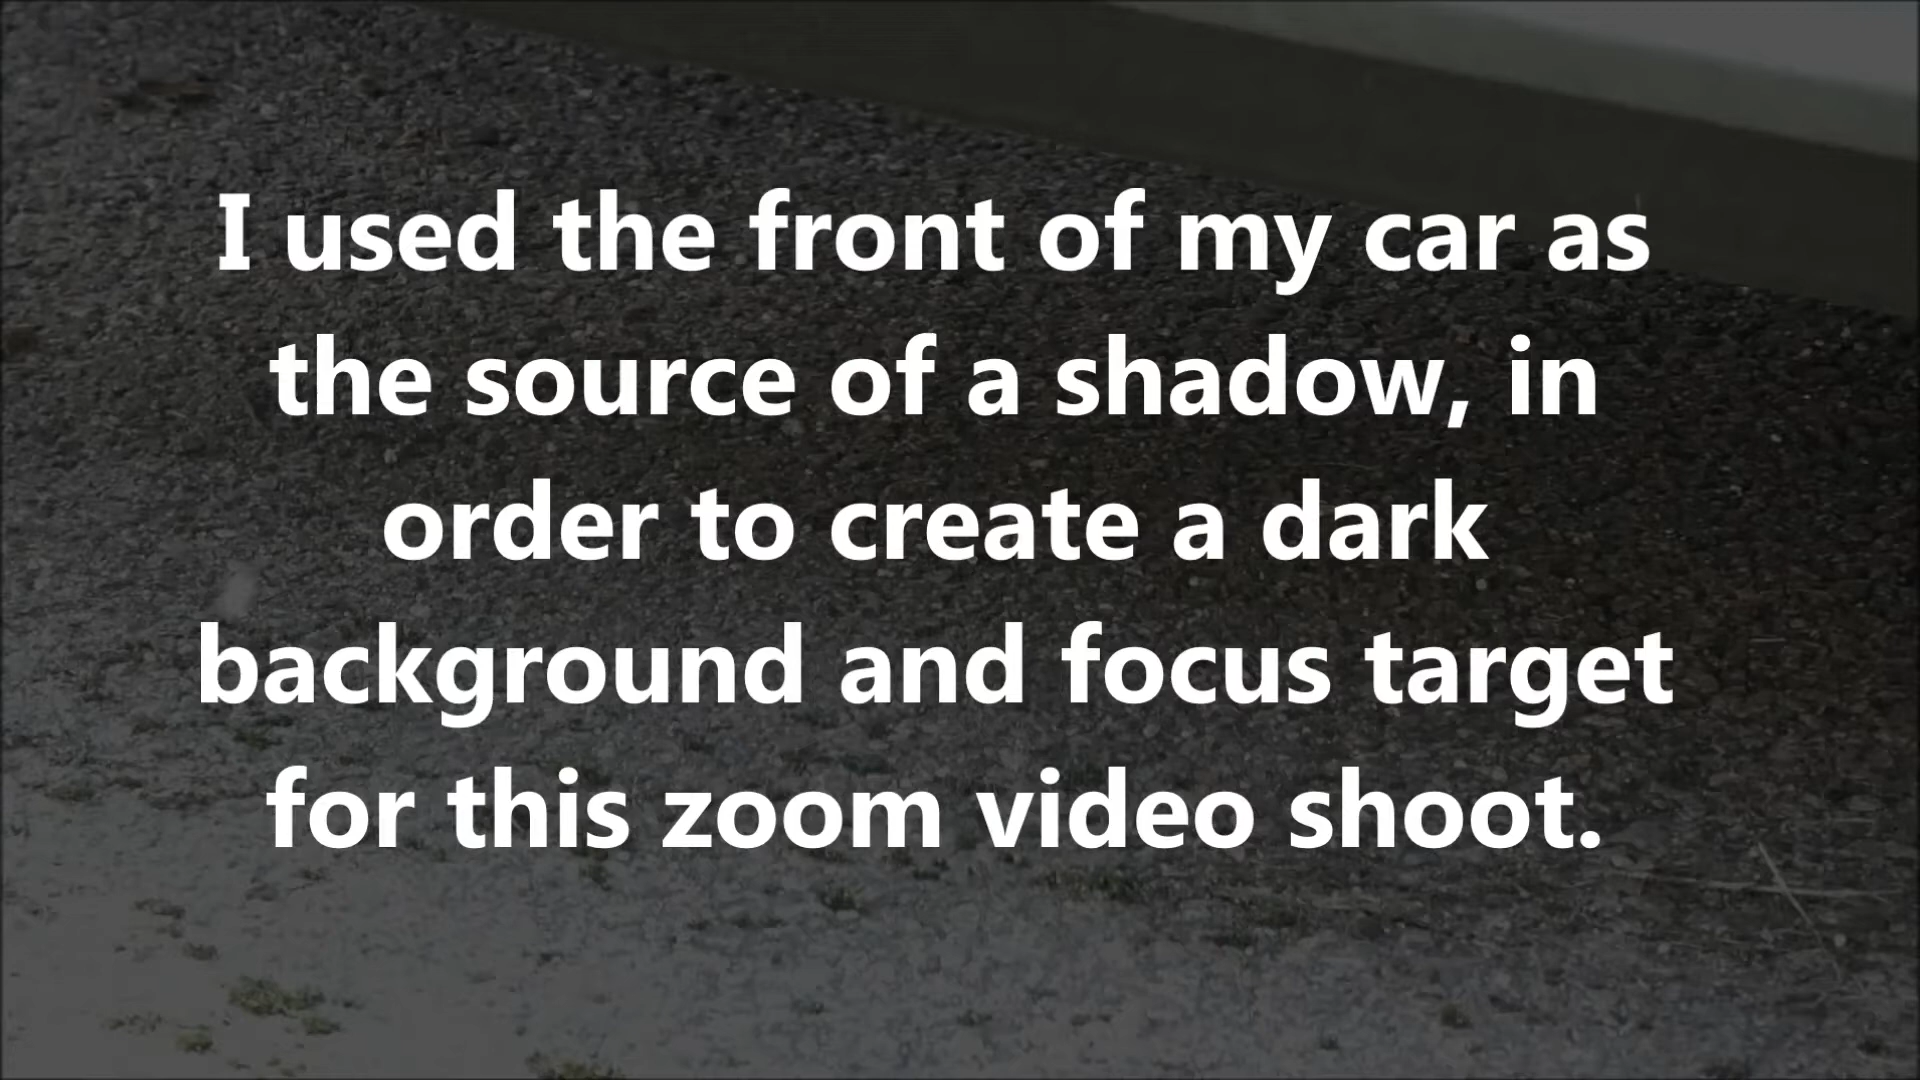 I used the front of my car as
the source of a shadow, in
order to create a dark
background and focus target
for this zoom video shoot.